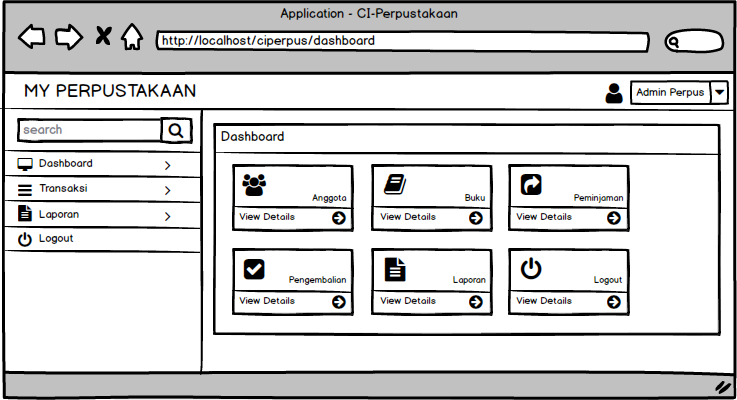 Application - CI-Perpustakaan
http://localhost/ciperpus/dashboard
MY PERPUSTAKAAN
Admin Perpus
search
Dashboard
Transaksi
Laporan
Logout
Dashboard
Anggota
View Details
Buku
View Details
Peminjaman
View Details
Pengembalian
View Details
Laporan
View Details
Logout
View Details